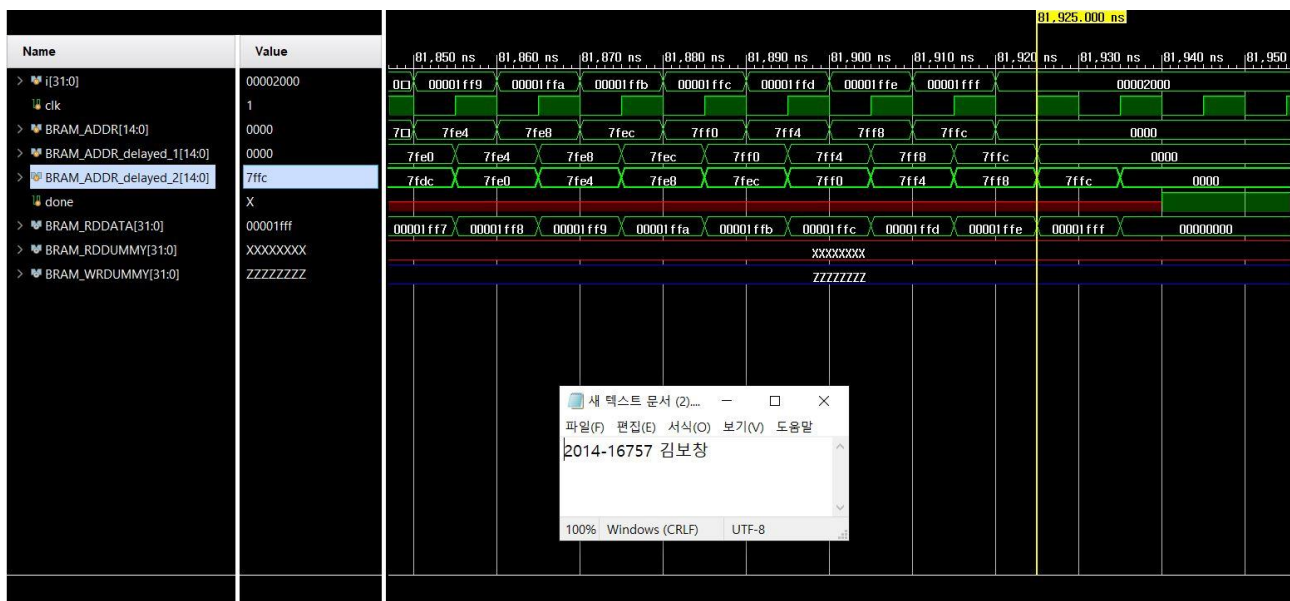 81,925.000 ns
Name Value
81,850 ns 81,860 ns 81,870 ns 81,880 ns 81,890 ns 81,900 ns 81,910 ns 81,920 ns 81,930 ns 81,940 ns 81,950
i[31:0] 00002000 00001ff9 00001ffa 00001ffb 00001ffc 00001ffd 00001ffe 00001fff 00002000
clk 1
BRAM_ADDR[14:0] 0000 7fe4 7fe8 7fec 7ff0 7ff4 7ff8 7ffc 0000
BRAM_ADDR_delayed_1[14:0] 0000 7fe0 7fe4 7fe8 7fec 7ff0 7ff4 7ff8 7ffc 0000
BRAM_ADDR_delayed_2[14:0] 7ffc 7fdc 7fe0 7fe4 7fe8 7fec 7ff0 7ff4 7ff8 7ffc 0000
done X
BRAM_RDDATA[31:0] 00001fff 00001ff7 00001ff8 00001ff9 00001ffa 00001ffb 00001ffc 00001ffd 00001ffe 00001fff 00000000
BRAM_RDDUMMY[31:0] XXXXXXXX XXXXXXXX
BRAM_WRDUMMY[31:0] ZZZZZZZZ ZZZZZZZZ
새 텍스트 문서 (2)....
파일(F) 편집(E) 서식(O) 보기(V) 도움말
2014-16757 김보창
100% Windows (CRLF) UTF-8